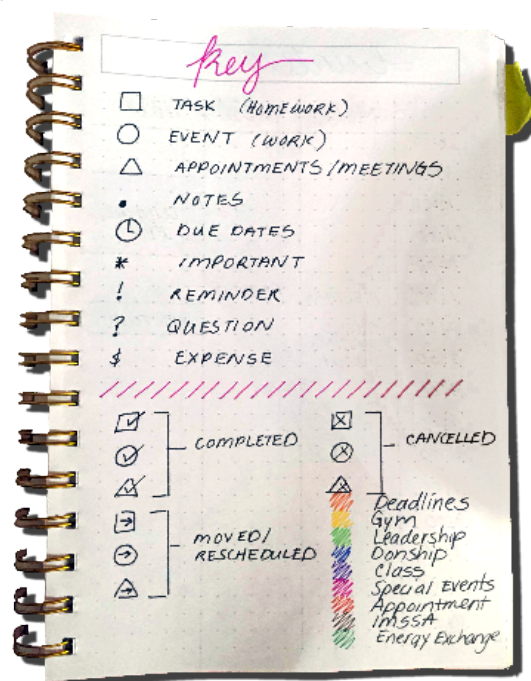 key
TASK (HOMEWORK)
EVENT (WORK)
APPOINTMENTS/MEETINGS
NOTES
DUE DATES
* IMPORTANT
! REMINDER
? QUESTION
$ EXPENSE
COMPLETED
CANCELLED
MOVED/
RESCHEDULED
Deadlines
Gym
Leadership
Donship
Class
Special Events
Appointment
IMSSA
Energy Exchange